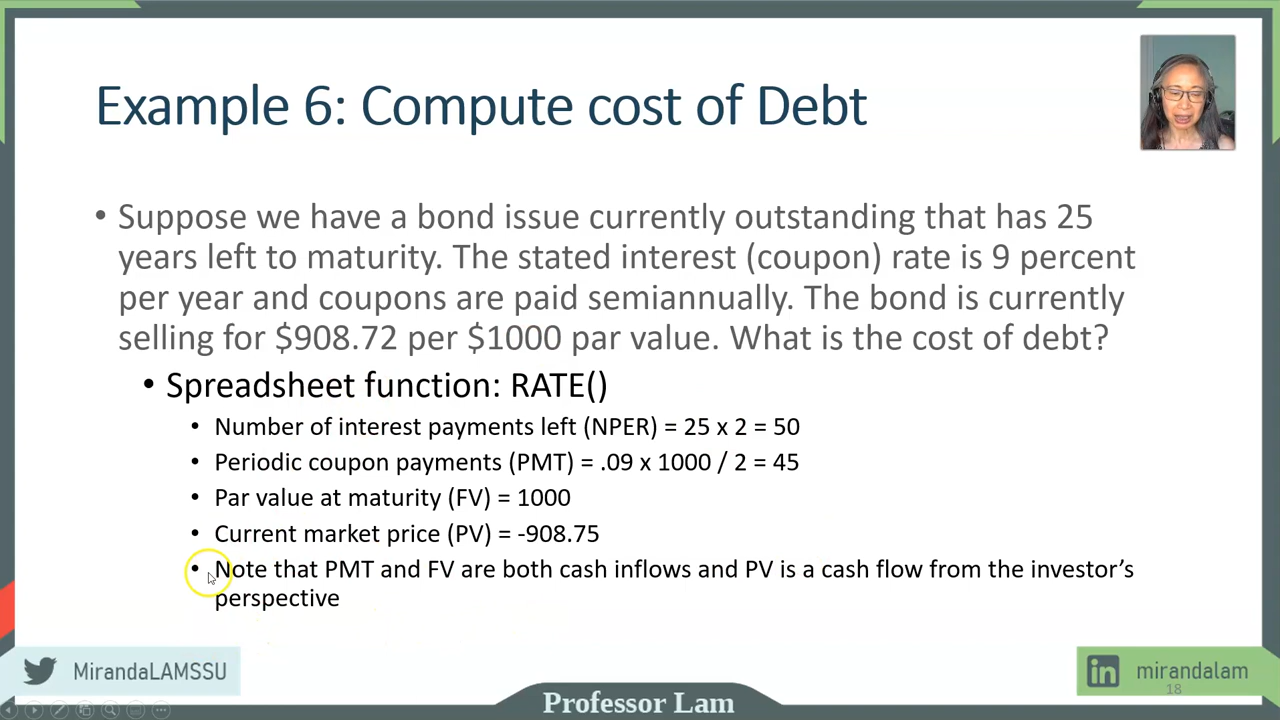 Example 6: Compute cost of Debt
• Suppose we have a bond issue currently outstanding that has 25
years left to maturity. The stated interest (coupon) rate is 9 percent
per year and coupons are paid semiannually. The bond is currently
selling for $908.72 per $1000 par value. What is the cost of debt?
• Spreadsheet function: RATE()
• Number of interest payments left (NPER) = 25 x 2 = 50
• Periodic coupon payments (PMT) = .09 x 1000 / 2 = 45
• Par value at maturity (FV) = 1000
• Current market price (PV) = -908.75
• Note that PMT and FV are both cash inflows and PV is a cash flow from the investor’s
perspective
MirandaLAMSSU
in mirandalam
18
Professor Lam